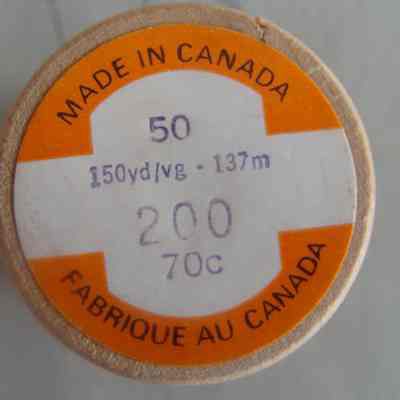 MADE IN CANADA
50
150yd/vg - 137m
200
70c
FABRIQUE AU CANADA